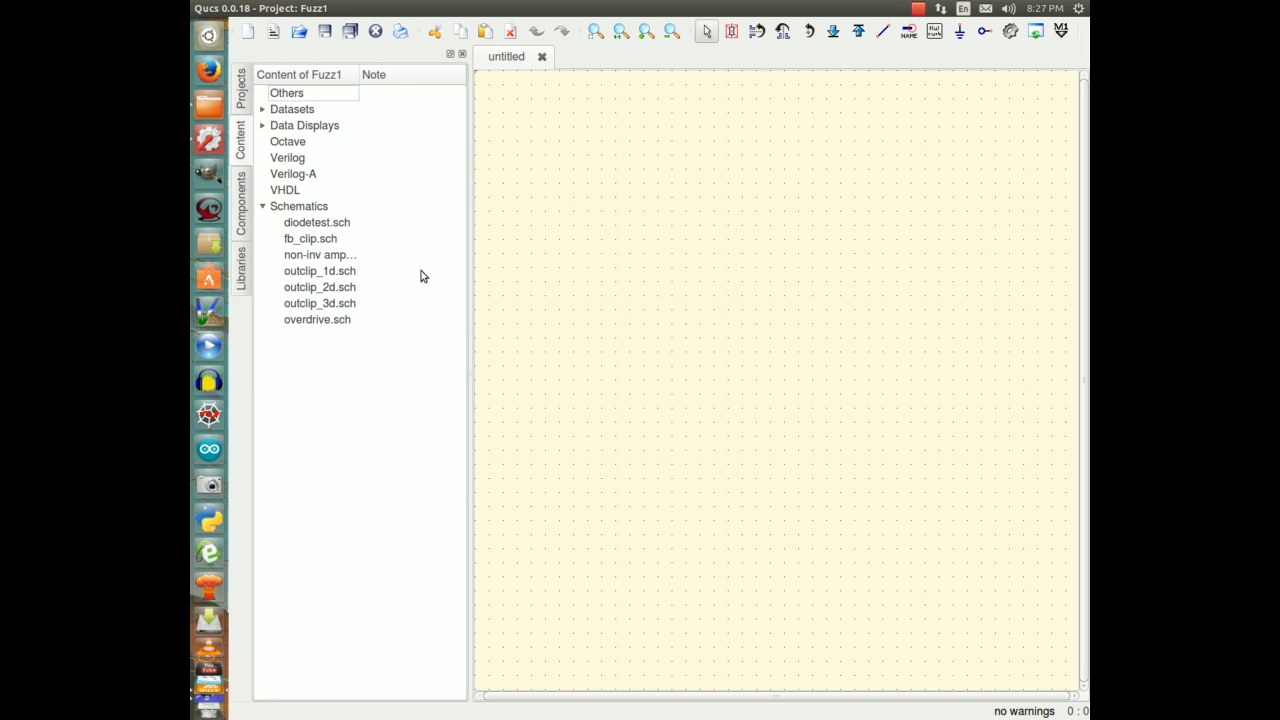 Qucs 0.0.18 - Project: Fuzz1
En
8:27 PM
NAME
M1
untitled
Projects
Content
Components
Libraries
Content of Fuzz1
Note
Others
Datasets
Data Displays
Octave
Verilog
Verilog-A
VHDL
Schematics
diodetest.sch
fb_clip.sch
non-inv amp...
outclip_1d.sch
outclip_2d.sch
outclip_3d.sch
overdrive.sch
no warnings
0 : 0